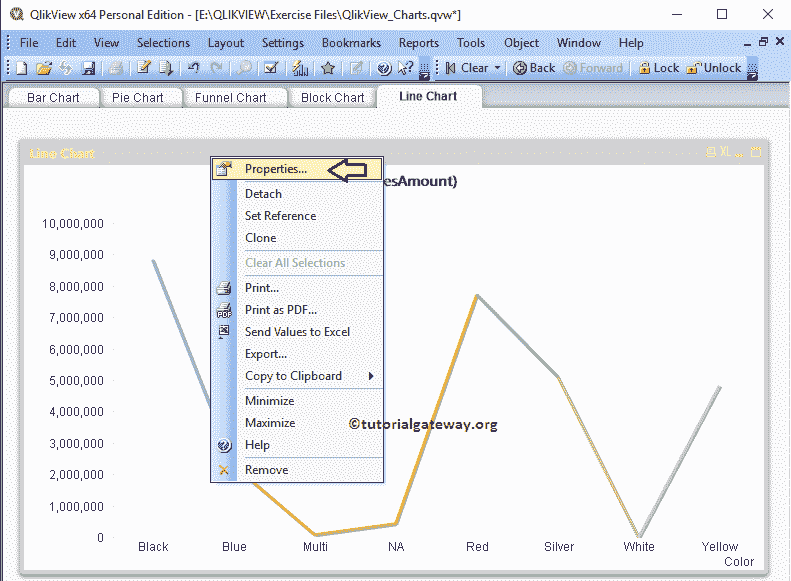 QlikView x64 Personal Edition - [E:\QLIKVIEW\Exercise Files\QlikView_Charts.qvw*]
File Edit View Selections Layout Settings Bookmarks Reports Tools Object Window Help
Clear Back Forward Lock Unlock
Bar Chart Pie Chart Funnel Chart Block Chart Line Chart
Line Chart XL
esAmount)
Properties...
Detach
Set Reference
Clone
Clear All Selections
Print...
Print as PDF...
Send Values to Excel
Export...
Copy to Clipboard
Minimize
Maximize
Help
Remove
©tutorialgateway.org
10,000,000
9,000,000
8,000,000
7,000,000
6,000,000
5,000,000
4,000,000
3,000,000
2,000,000
1,000,000
0
Black Blue Multi NA Red Silver White Yellow
Color